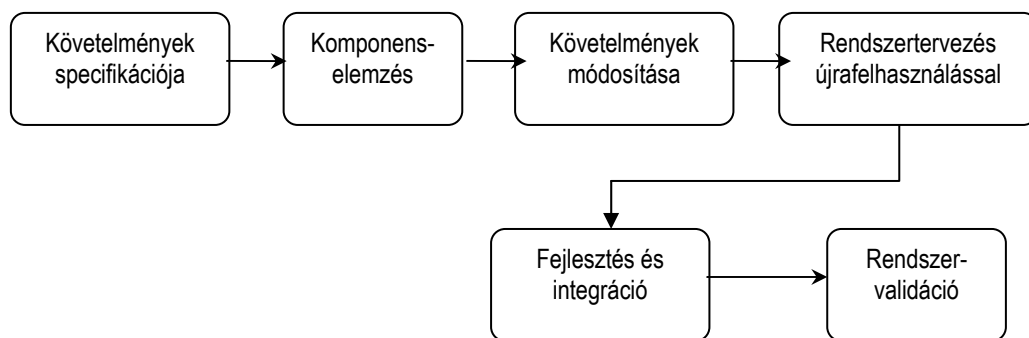 Követelmények
specifikációja
Komponens-
elemzés
Követelmények
módosítása
Rendszertervezés
újrafelhasználással
Fejlesztés és
integráció
Rendszer-
validáció